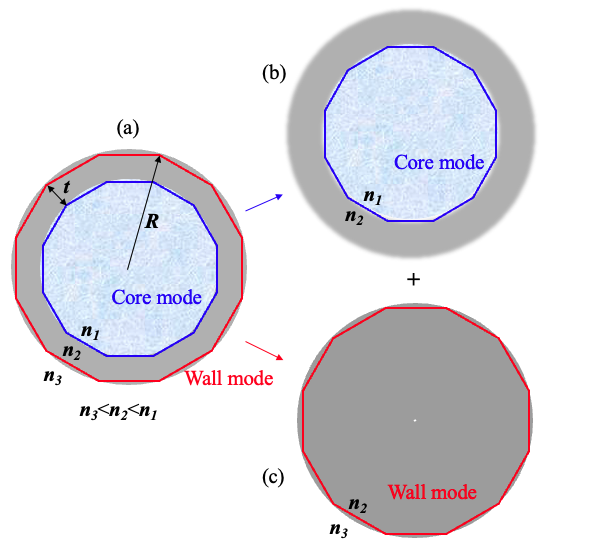 (a)
t
R
Core mode
n1
n2
n3
Wall mode
n3<n2<n1
(b)
Core mode
n1
n2
+
(c)
Wall mode
n2
n3